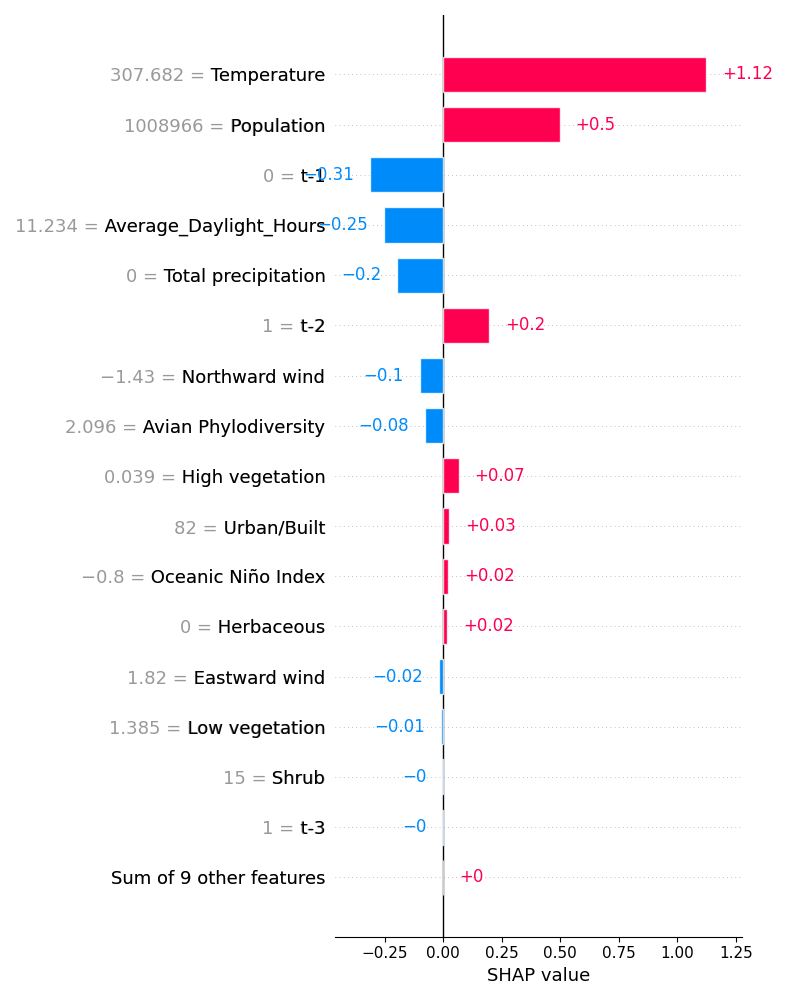 307.682 = Temperature +1.12
1008966 = Population +0.5
0 = t-1 −0.31
11.234 = Average_Daylight_Hours −0.25
0 = Total precipitation −0.2
1 = t-2 +0.2
−1.43 = Northward wind −0.1
2.096 = Avian Phylodiversity −0.08
0.039 = High vegetation +0.07
82 = Urban/Built +0.03
−0.8 = Oceanic Niño Index +0.02
0 = Herbaceous +0.02
1.82 = Eastward wind −0.02
1.385 = Low vegetation −0.01
15 = Shrub −0
1 = t-3 −0
Sum of 9 other features +0
−0.25 0.00 0.25 0.50 0.75 1.00 1.25
SHAP value